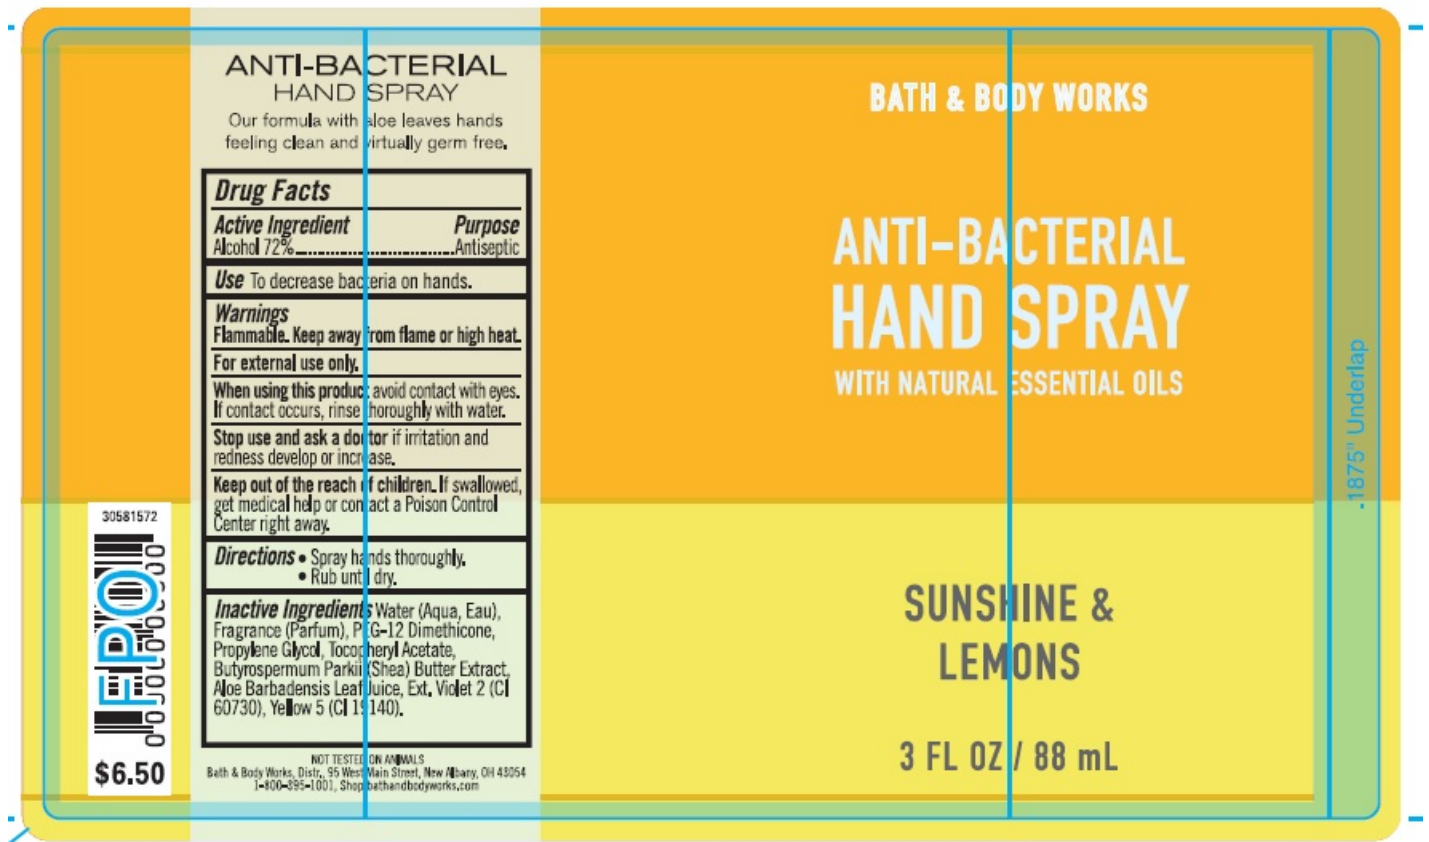 ANTI-BACTERIAL
HAND SPRAY
Our formula with aloe leaves hands
feeling clean and virtually germ free.
Drug Facts
Active Ingredient Purpose
Alcohol 72%..........................................Antiseptic
Use To decrease bacteria on hands.
Warnings
Flammable. Keep away from flame or high heat.
For external use only.
When using this product avoid contact with eyes.
If contact occurs, rinse thoroughly with water.
Stop use and ask a doctor if irritation and
redness develop or increase.
Keep out of the reach of children. If swallowed,
get medical help or contact a Poison Control
Center right away.
Directions • Spray hands thoroughly.
• Rub until dry.
Inactive Ingredients Water (Aqua, Eau),
Fragrance (Parfum), PEG-12 Dimethicone,
Propylene Glycol, Tocopheryl Acetate,
Butyrospermum Parkii (Shea) Butter Extract,
Aloe Barbadensis Leaf Juice, Ext. Violet 2 (CI
60730), Yellow 5 (CI 19140).
NOT TESTED ON ANIMALS
Bath & Body Works, Distr., 95 West Main Street, New Albany, OH 43054
1-800-395-1001, Shop bathandbodyworks.com
30581572
FPO
$6.50
BATH & BODY WORKS
ANTI-BACTERIAL
HAND SPRAY
WITH NATURAL ESSENTIAL OILS
SUNSHINE &
LEMONS
3 FL OZ / 88 mL
.1875" Underlap